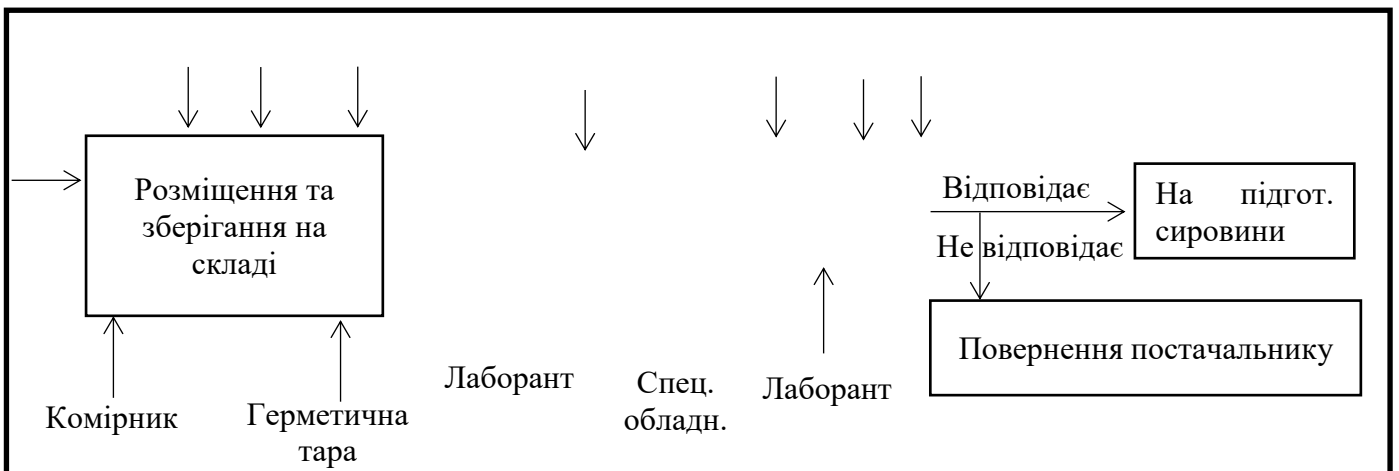 Розміщення та
зберігання на
складі
Відповідає
Не відповідає
На підгот.
сировини
Повернення постачальнику
Комірник
Герметична
тара
Лаборант
Спец.
обладн.
Лаборант